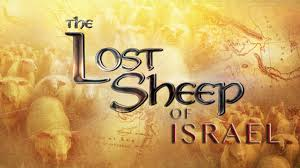 THE
LOST
SHEEP
OF ISRAEL